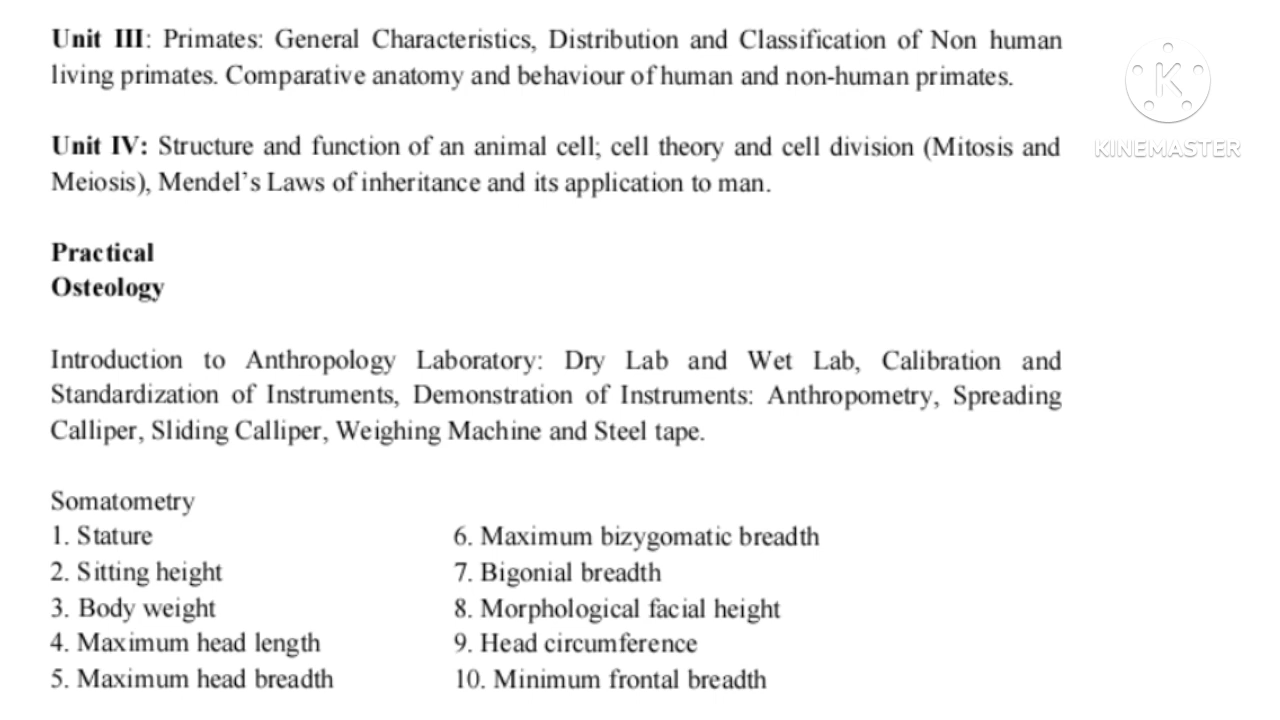 Unit III: Primates: General Characteristics, Distribution and Classification of Non human
living primates. Comparative anatomy and behaviour of human and non-human primates.
Unit IV: Structure and function of an animal cell; cell theory and cell division (Mitosis and
Meiosis), Mendel's Laws of inheritance and its application to man.
K
KINEMASTER
Practical
Osteology
Introduction to Anthropology Laboratory: Dry Lab and Wet Lab, Calibration and
Standardization of Instruments, Demonstration of Instruments: Anthropometry, Spreading
Calliper, Sliding Calliper, Weighing Machine and Steel tape.
Somatometry
1. Stature
2. Sitting height
3. Body weight
4. Maximum head length
5. Maximum head breadth
6. Maximum bizygomatic breadth
7. Bigonial breadth
8. Morphological facial height
9. Head circumference
10. Minimum frontal breadth